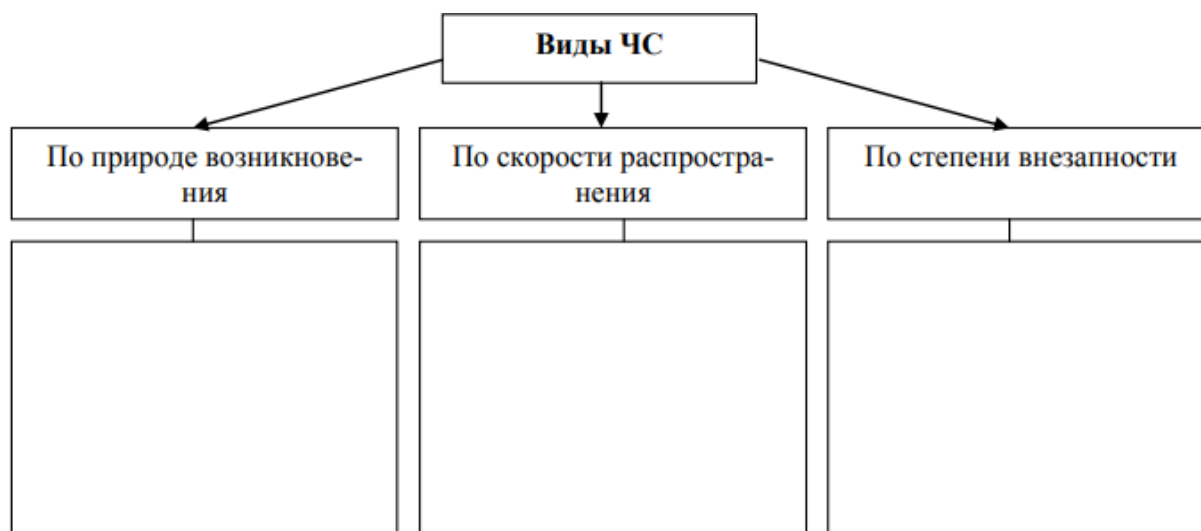 Виды ЧС
По природе возникнове-
ния
По скорости распростра-
нения
По степени внезапности